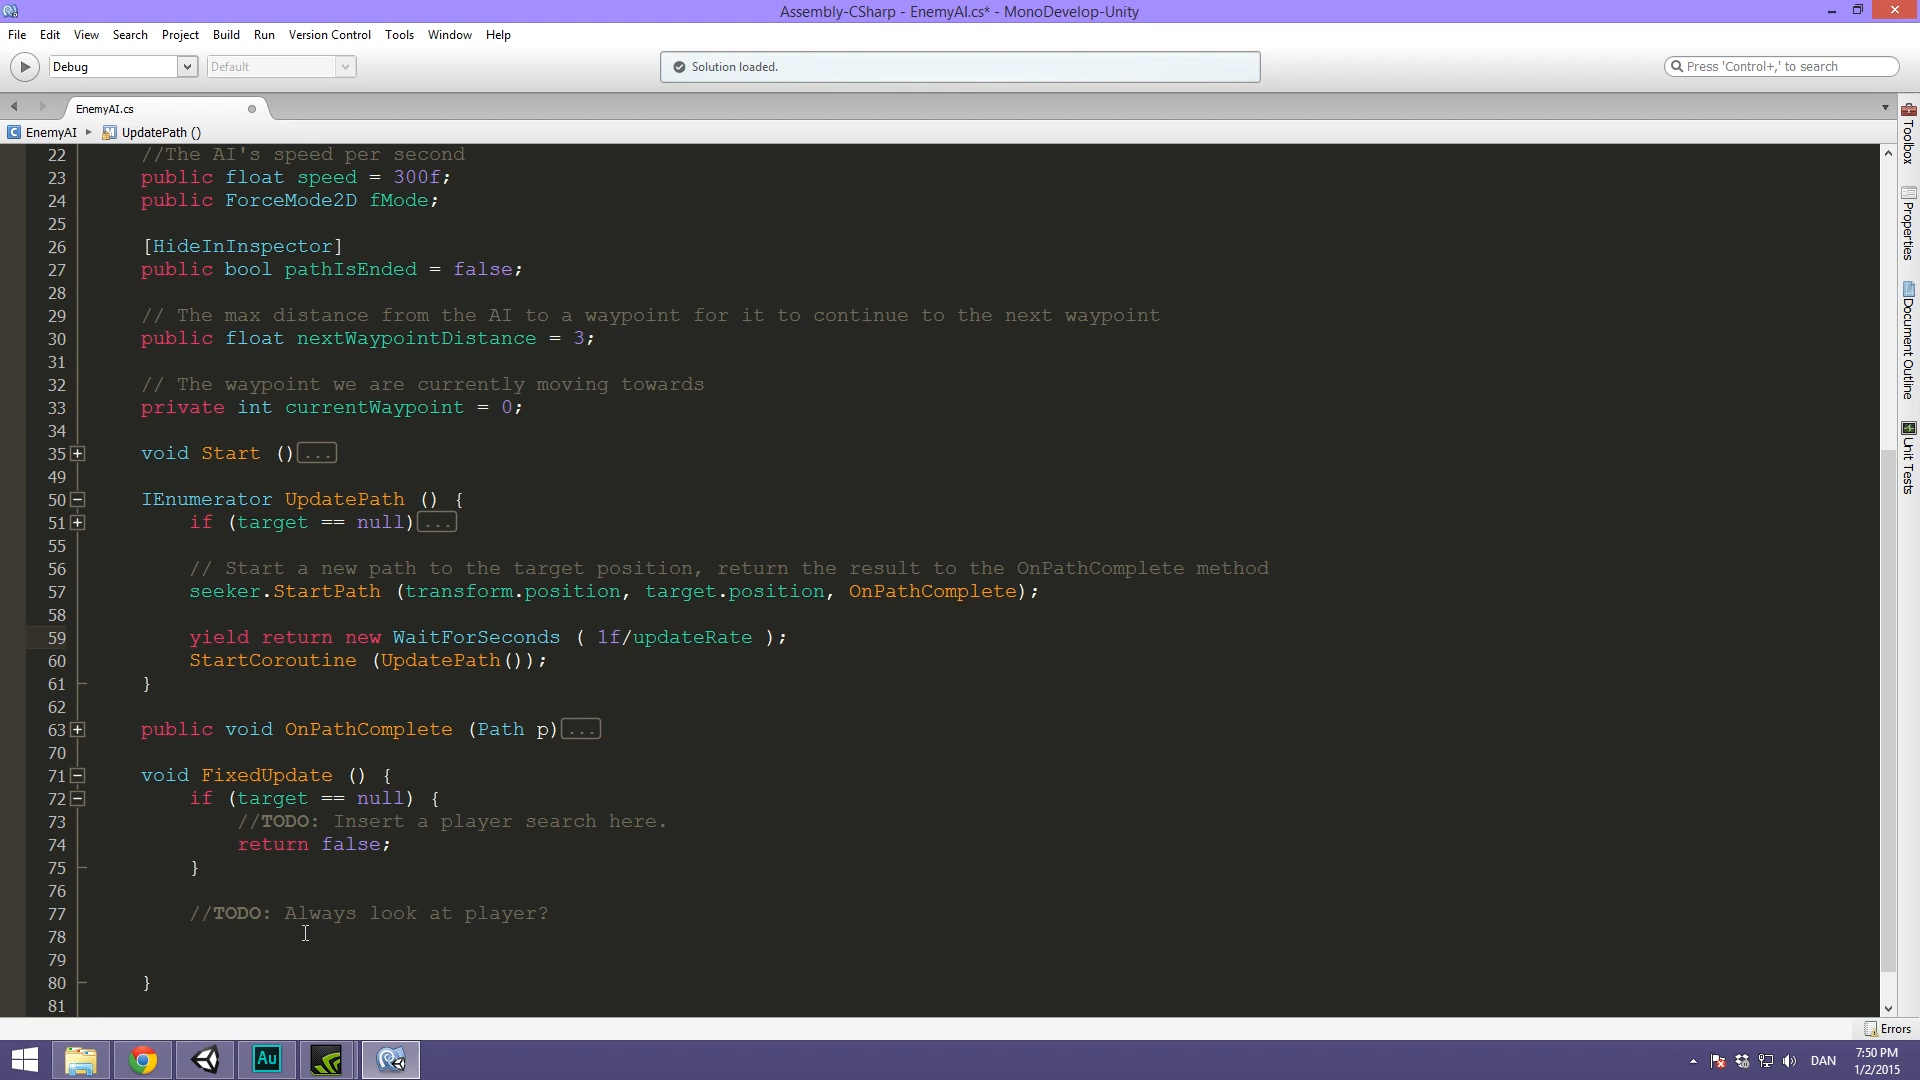 Assembly-CSharp - EnemyAI.cs* - MonoDevelop-Unity
File Edit View Search Project Build Run Version Control Tools Window Help
Debug Default Solution loaded. Press 'Control+,' to search
EnemyAI.cs
EnemyAI UpdatePath ()
22 //The AI's speed per second
23 public float speed = 300f;
24 public ForceMode2D fMode;
25
26 [HideInInspector]
27 public bool pathIsEnded = false;
28
29 // The max distance from the AI to a waypoint for it to continue to the next waypoint
30 public float nextWaypointDistance = 3;
31
32 // The waypoint we are currently moving towards
33 private int currentWaypoint = 0;
34
35 void Start ()...
49
50 IEnumerator UpdatePath () {
51 if (target == null)...
55
56 // Start a new path to the target position, return the result to the OnPathComplete method
57 seeker.StartPath (transform.position, target.position, OnPathComplete);
58
59 yield return new WaitForSeconds ( 1f/updateRate );
60 StartCoroutine (UpdatePath());
61 }
62
63 public void OnPathComplete (Path p)...
70
71 void FixedUpdate () {
72 if (target == null) {
73 //TODO: Insert a player search here.
74 return false;
75 }
76
77 //TODO: Always look at player?
78
79
80 }
81
Toolbox
Properties
Document Outline
Unit Tests
Errors
Au
DAN
7:50 PM
1/2/2015